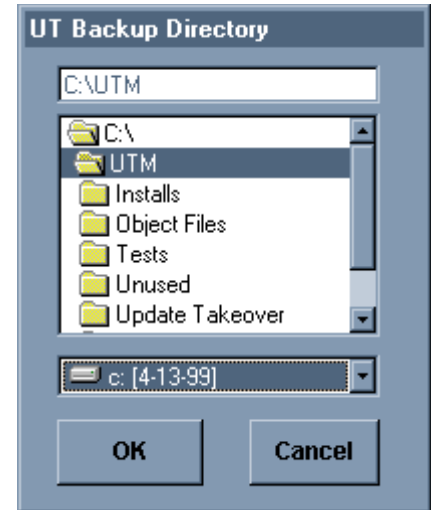 UT Backup Directory
C:\UTM
C:\
UTM
Installs
Object Files
Tests
Unused
Update Takeover
c: [4-13-99]
OK
Cancel